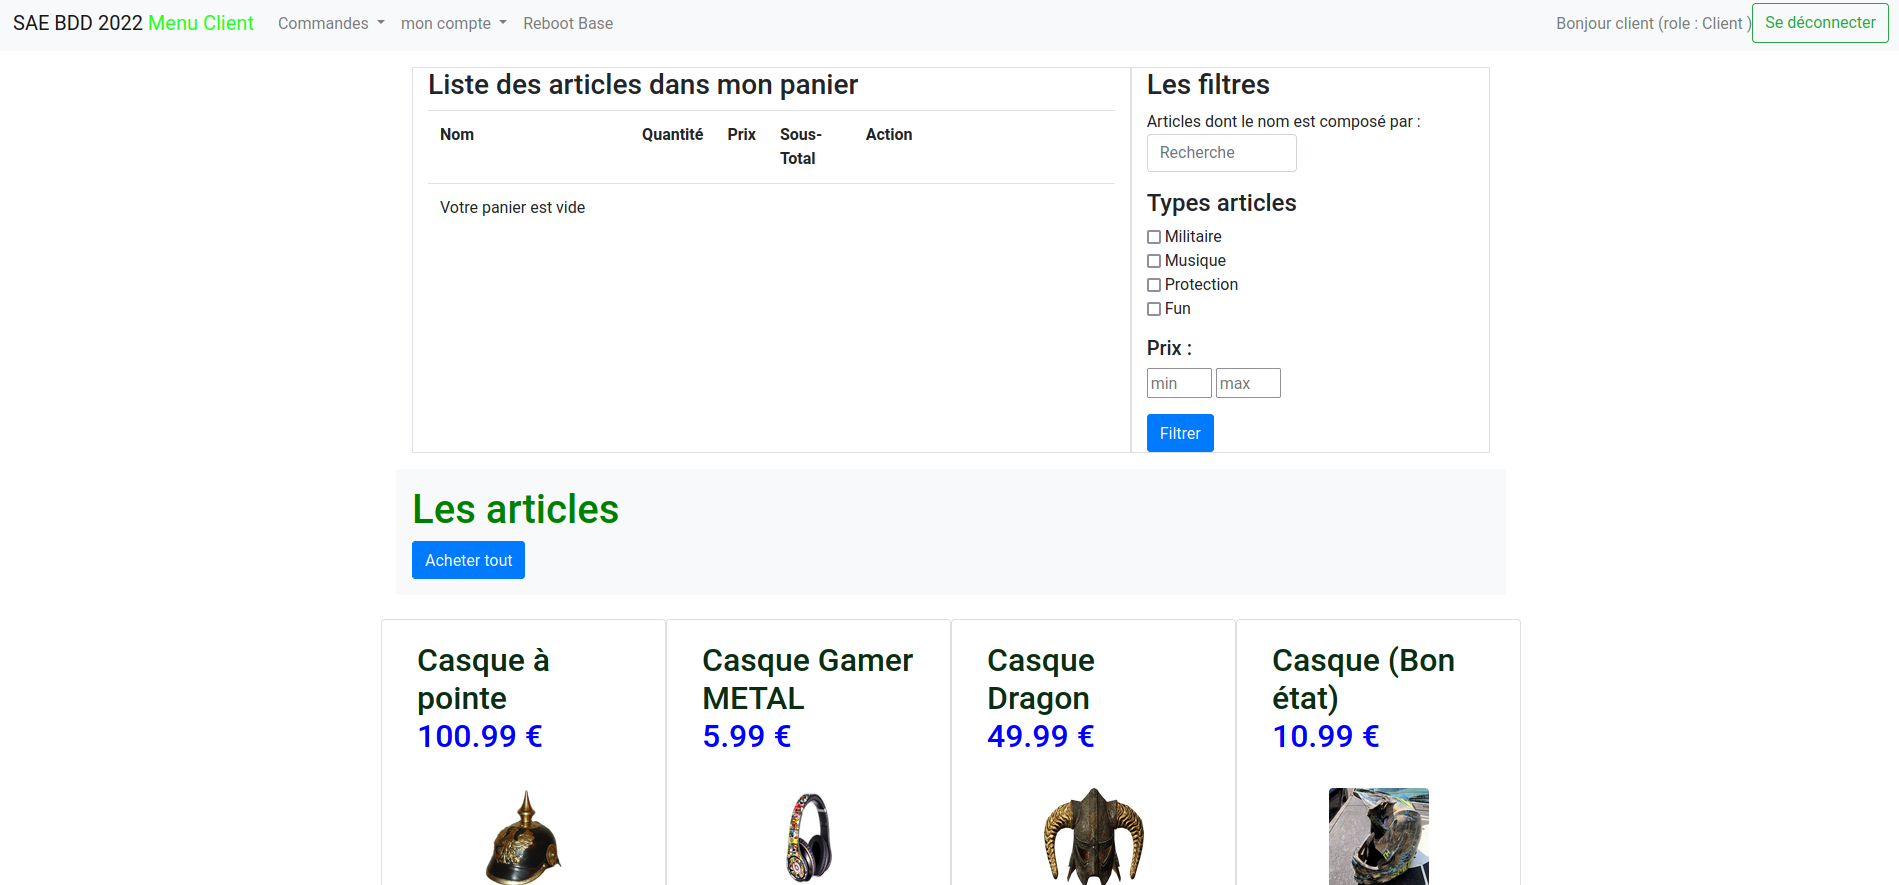 SAE BDD 2022 Menu Client Commandes mon compte Reboot Base Bonjour client (role : Client ) Se déconnecter
Liste des articles dans mon panier
Nom Quantité Prix Sous-Total Action
Votre panier est vide
Les filtres
Articles dont le nom est composé par :
Recherche
Types articles
Militaire
Musique
Protection
Fun
Prix :
min max
Filtrer
Les articles
Acheter tout
Casque à
pointe
100.99 €
Casque Gamer
METAL
5.99 €
Casque
Dragon
49.99 €
Casque (Bon
état)
10.99 €